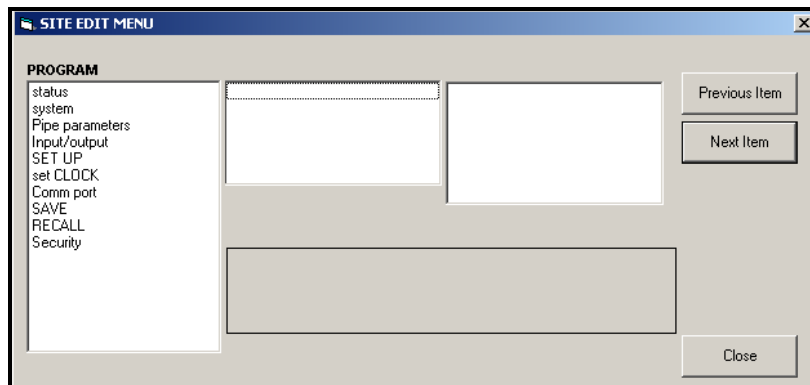 SITE EDIT MENU
PROGRAM
status
system
Pipe parameters
Input/output
SET UP
set CLOCK
Comm port
SAVE
RECALL
Security
Previous Item
Next Item
Close